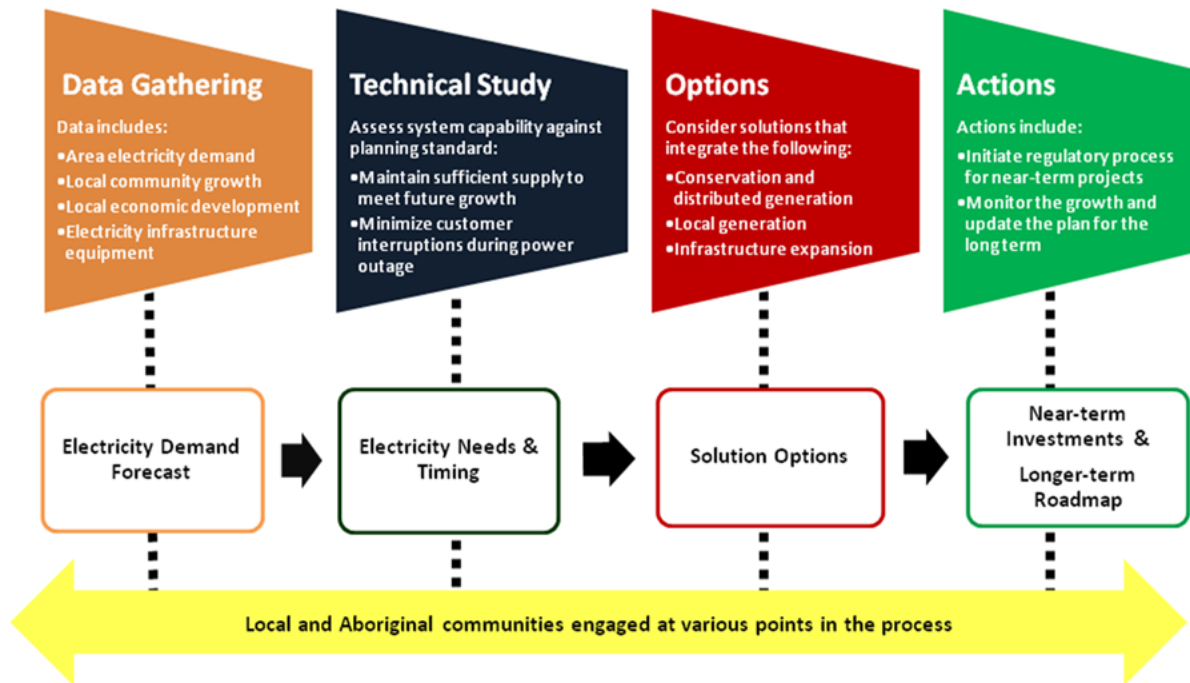 Data Gathering
Data includes:
•Area electricity demand
•Local community growth
•Local economic development
•Electricity infrastructure
equipment
Technical Study
Assess system capability against
planning standard:
•Maintain sufficient supply to
meet future growth
•Minimize customer
interruptions during power
outage
Options
Consider solutions that
integrate the following:
•Conservation and
distributed generation
•Local generation
•Infrastructure expansion
Actions
Actions include:
•Initiate regulatory process
for near-term projects
•Monitor the growth and
update the plan for the
long term
Electricity Demand
Forecast
Electricity Needs &
Timing
Solution Options
Near-term
Investments &
Longer-term
Roadmap
Local and Aboriginal communities engaged at various points in the process